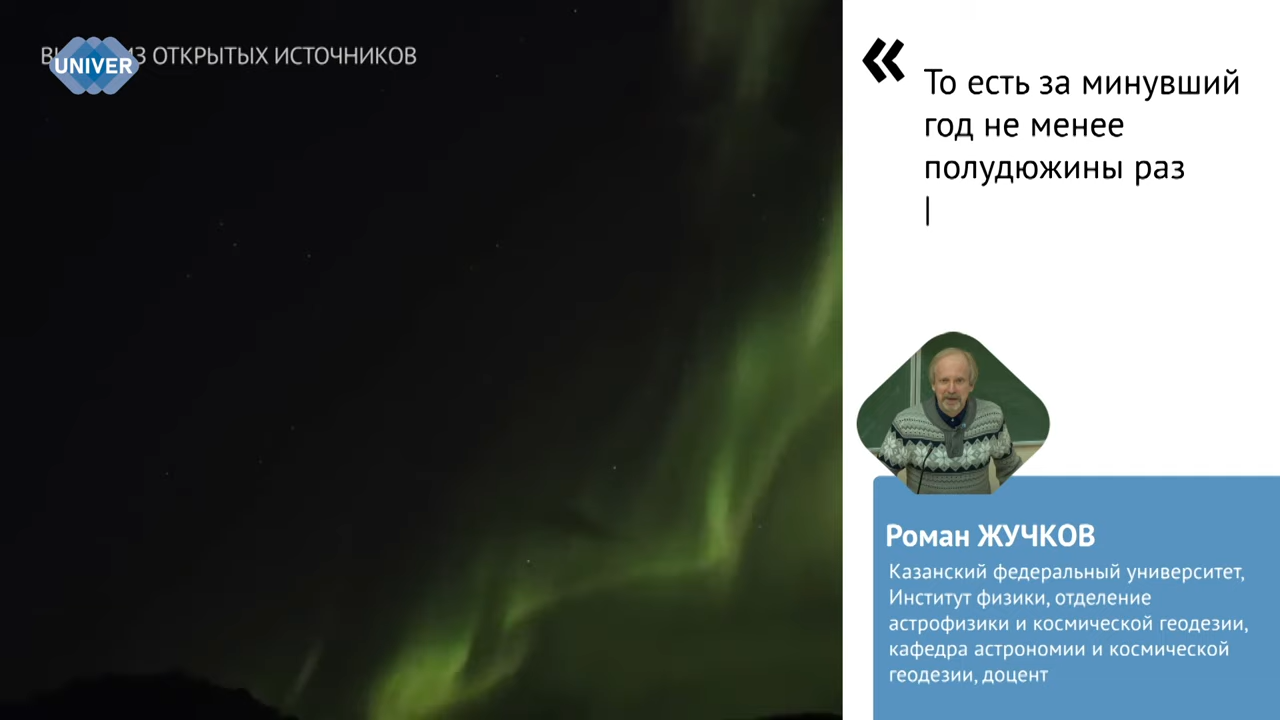 ИЗ ОТКРЫТЫХ ИСТОЧНИКОВ
UNIVER
«
То есть за минувший
год не менее
полудюжины раз
Роман ЖУЧКОВ
Казанский федеральный университет,
Институт физики, отделение
астрофизики и космической геодезии,
кафедра астрономии и космической
геодезии, доцент